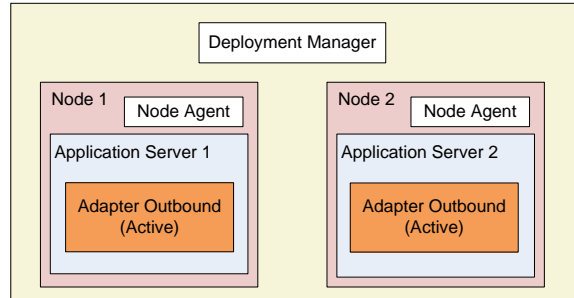 Deployment Manager
Node 1
Node Agent
Application Server 1
Adapter Outbound
(Active)
Node 2
Node Agent
Application Server 2
Adapter Outbound
(Active)